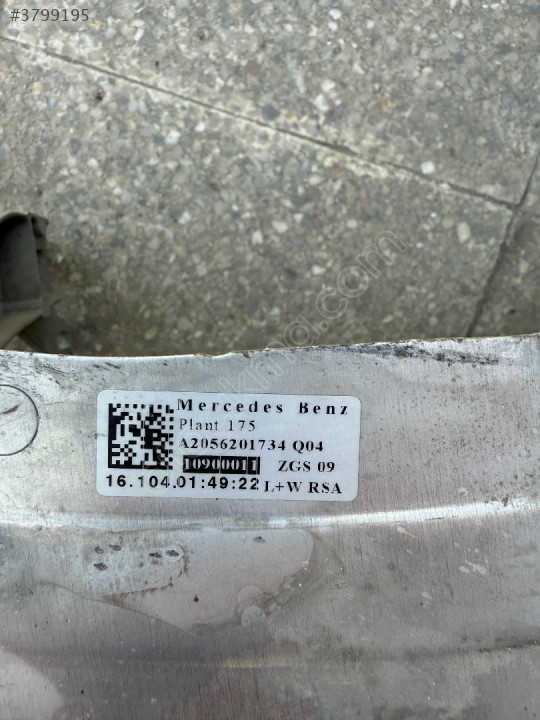 #3799195
Mercedes Benz
Plant 175
A2056201734 Q04
10900011 ZGS 09
16.104.01:49:22 L+W RSA